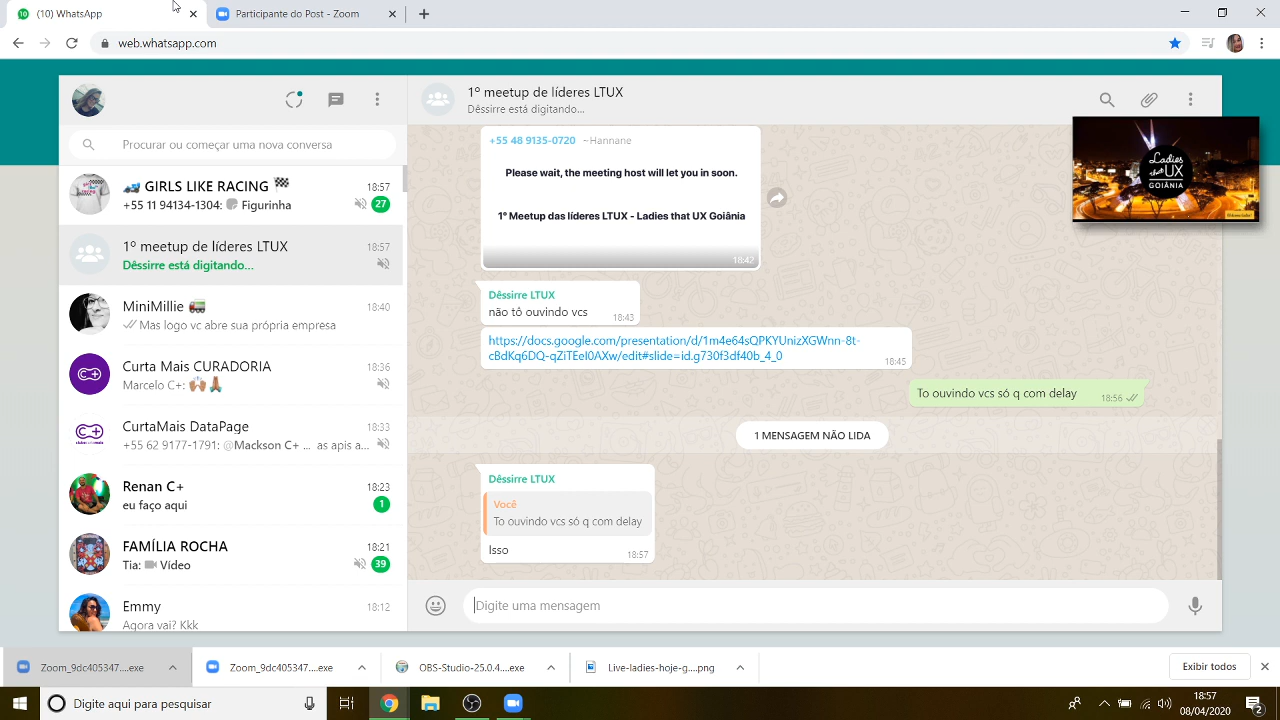 (10) WhatsApp
Participante do Post - Zoom
web.whatsapp.com
1º meetup de líderes LTUX
Dêssirre está digitando...
Procurar ou começar uma nova conversa
GIRLS LIKE RACING
18:57
+55 11 94134-1304: Figurinha
27
1º meetup de líderes LTUX
18:57
Dêssirre está digitando...
MiniMillie
18:40
Mas logo vc abre sua própria empresa
Curta Mais CURADORIA
18:36
Marcelo C+:
CurtaMais DataPage
18:33
+55 62 9177-1791: @Mackson C+ ... as apis a...
Renan C+
18:23
eu faço aqui
1
FAMÍLIA ROCHA
18:21
Tia: Vídeo
39
Emmy
18:12
Agora vai? Kkk
+55 48 9135-0720 ~Hannane
Please wait, the meeting host will let you in soon.
1° Meetup das líderes LTUX - Ladies that UX Goiânia
18:42
Dêssirre LTUX
não tô ouvindo vcs
18:43
https://docs.google.com/presentation/d/1m4e64sQPKYUnizXGWnn-8t-
cBdKq6DQ-qZiTEel0AXw/edit#slide=id.g730f3df40b_4_0
18:45
To ouvindo vcs só q com delay
18:56
1 MENSAGEM NÃO LIDA
Dêssirre LTUX
Você
To ouvindo vcs só q com delay
Isso
18:57
Digite uma mensagem
Ladies
that UX
GOIÂNIA
Zoom_9dc405347....exe
Zoom_9dc405347....exe
OBS-Studio-25.0.4....exe
Live-ladies-hoje-g....png
Exibir todos
Digite aqui para pesquisar
18:57
08/04/2020
2